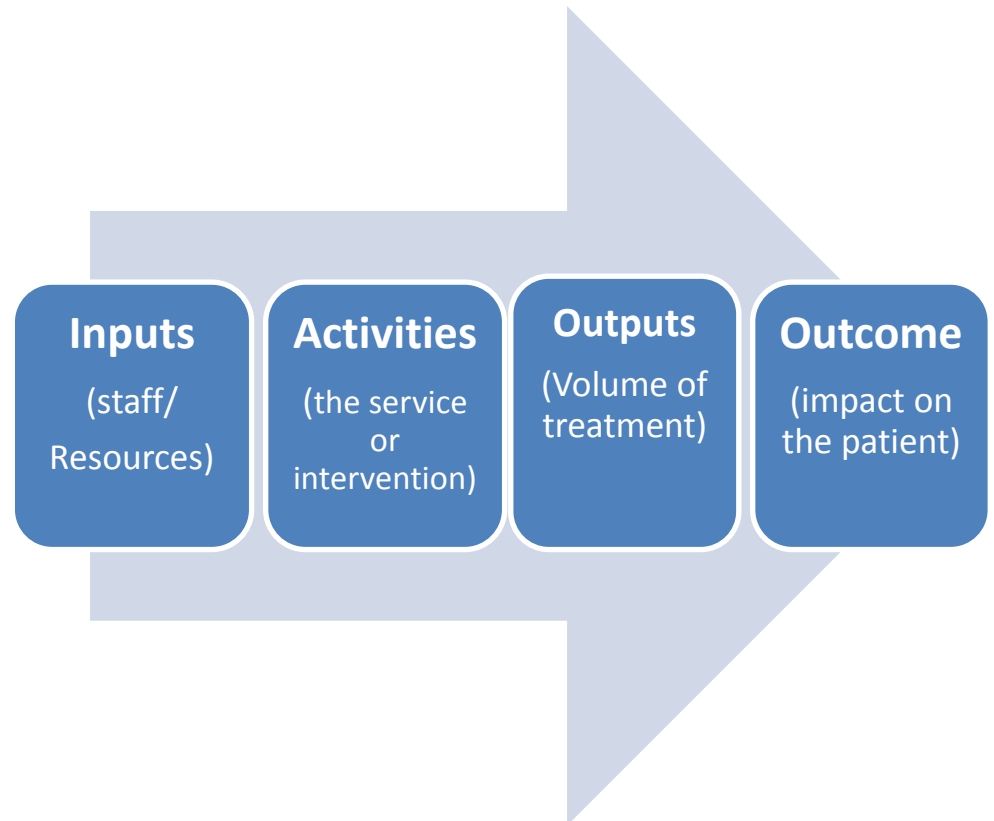 Inputs
(staff/
Resources)
Activities
(the service
or
intervention)
Outputs
(Volume of
treatment)
Outcome
(impact on
the patient)